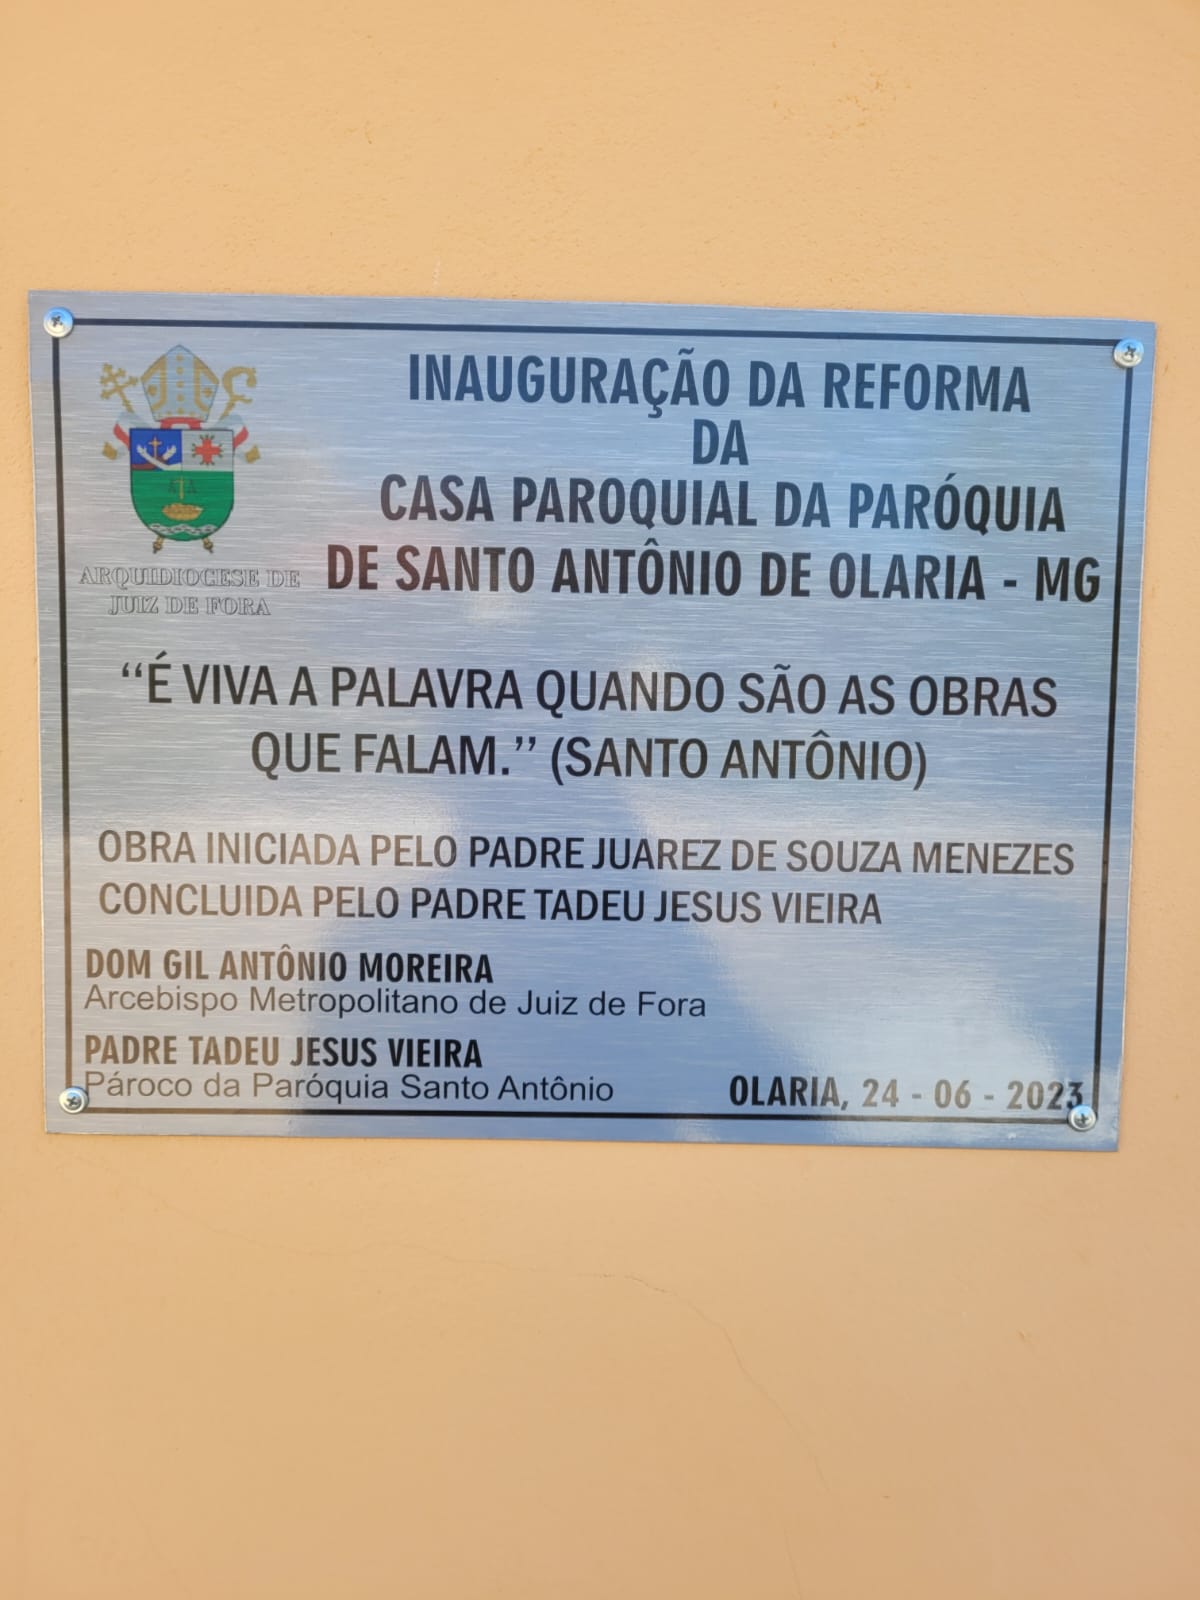 INAUGURAÇÃO DA REFORMA
DA
CASA PAROQUIAL DA PARÓQUIA
DE SANTO ANTÔNIO DE OLARIA - MG
ARQUIDIOCESE DE
JUIZ DE FORA
“É VIVA A PALAVRA QUANDO SÃO AS OBRAS
QUE FALAM.” (SANTO ANTÔNIO)
OBRA INICIADA PELO PADRE JUAREZ DE SOUZA MENEZES
CONCLUIDA PELO PADRE TADEU JESUS VIEIRA
DOM GIL ANTÔNIO MOREIRA
Arcebispo Metropolitano de Juiz de Fora
PADRE TADEU JESUS VIEIRA
Pároco da Paróquia Santo Antônio
OLARIA, 24 - 06 - 2023